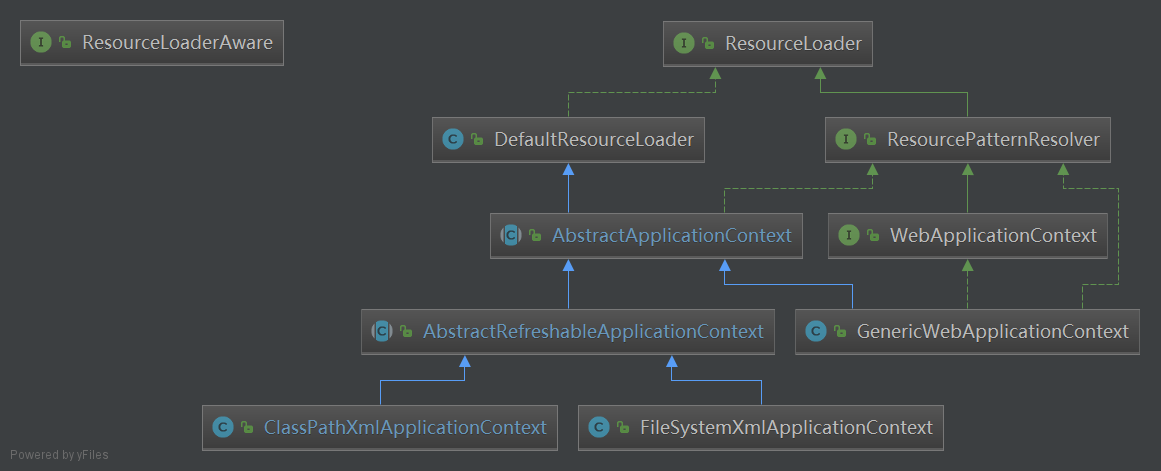 ResourceLoaderAware
ResourceLoader
DefaultResourceLoader
ResourcePatternResolver
AbstractApplicationContext
WebApplicationContext
AbstractRefreshableApplicationContext
GenericWebApplicationContext
ClassPathXmlApplicationContext
FileSystemXmlApplicationContext
Powered by yFiles